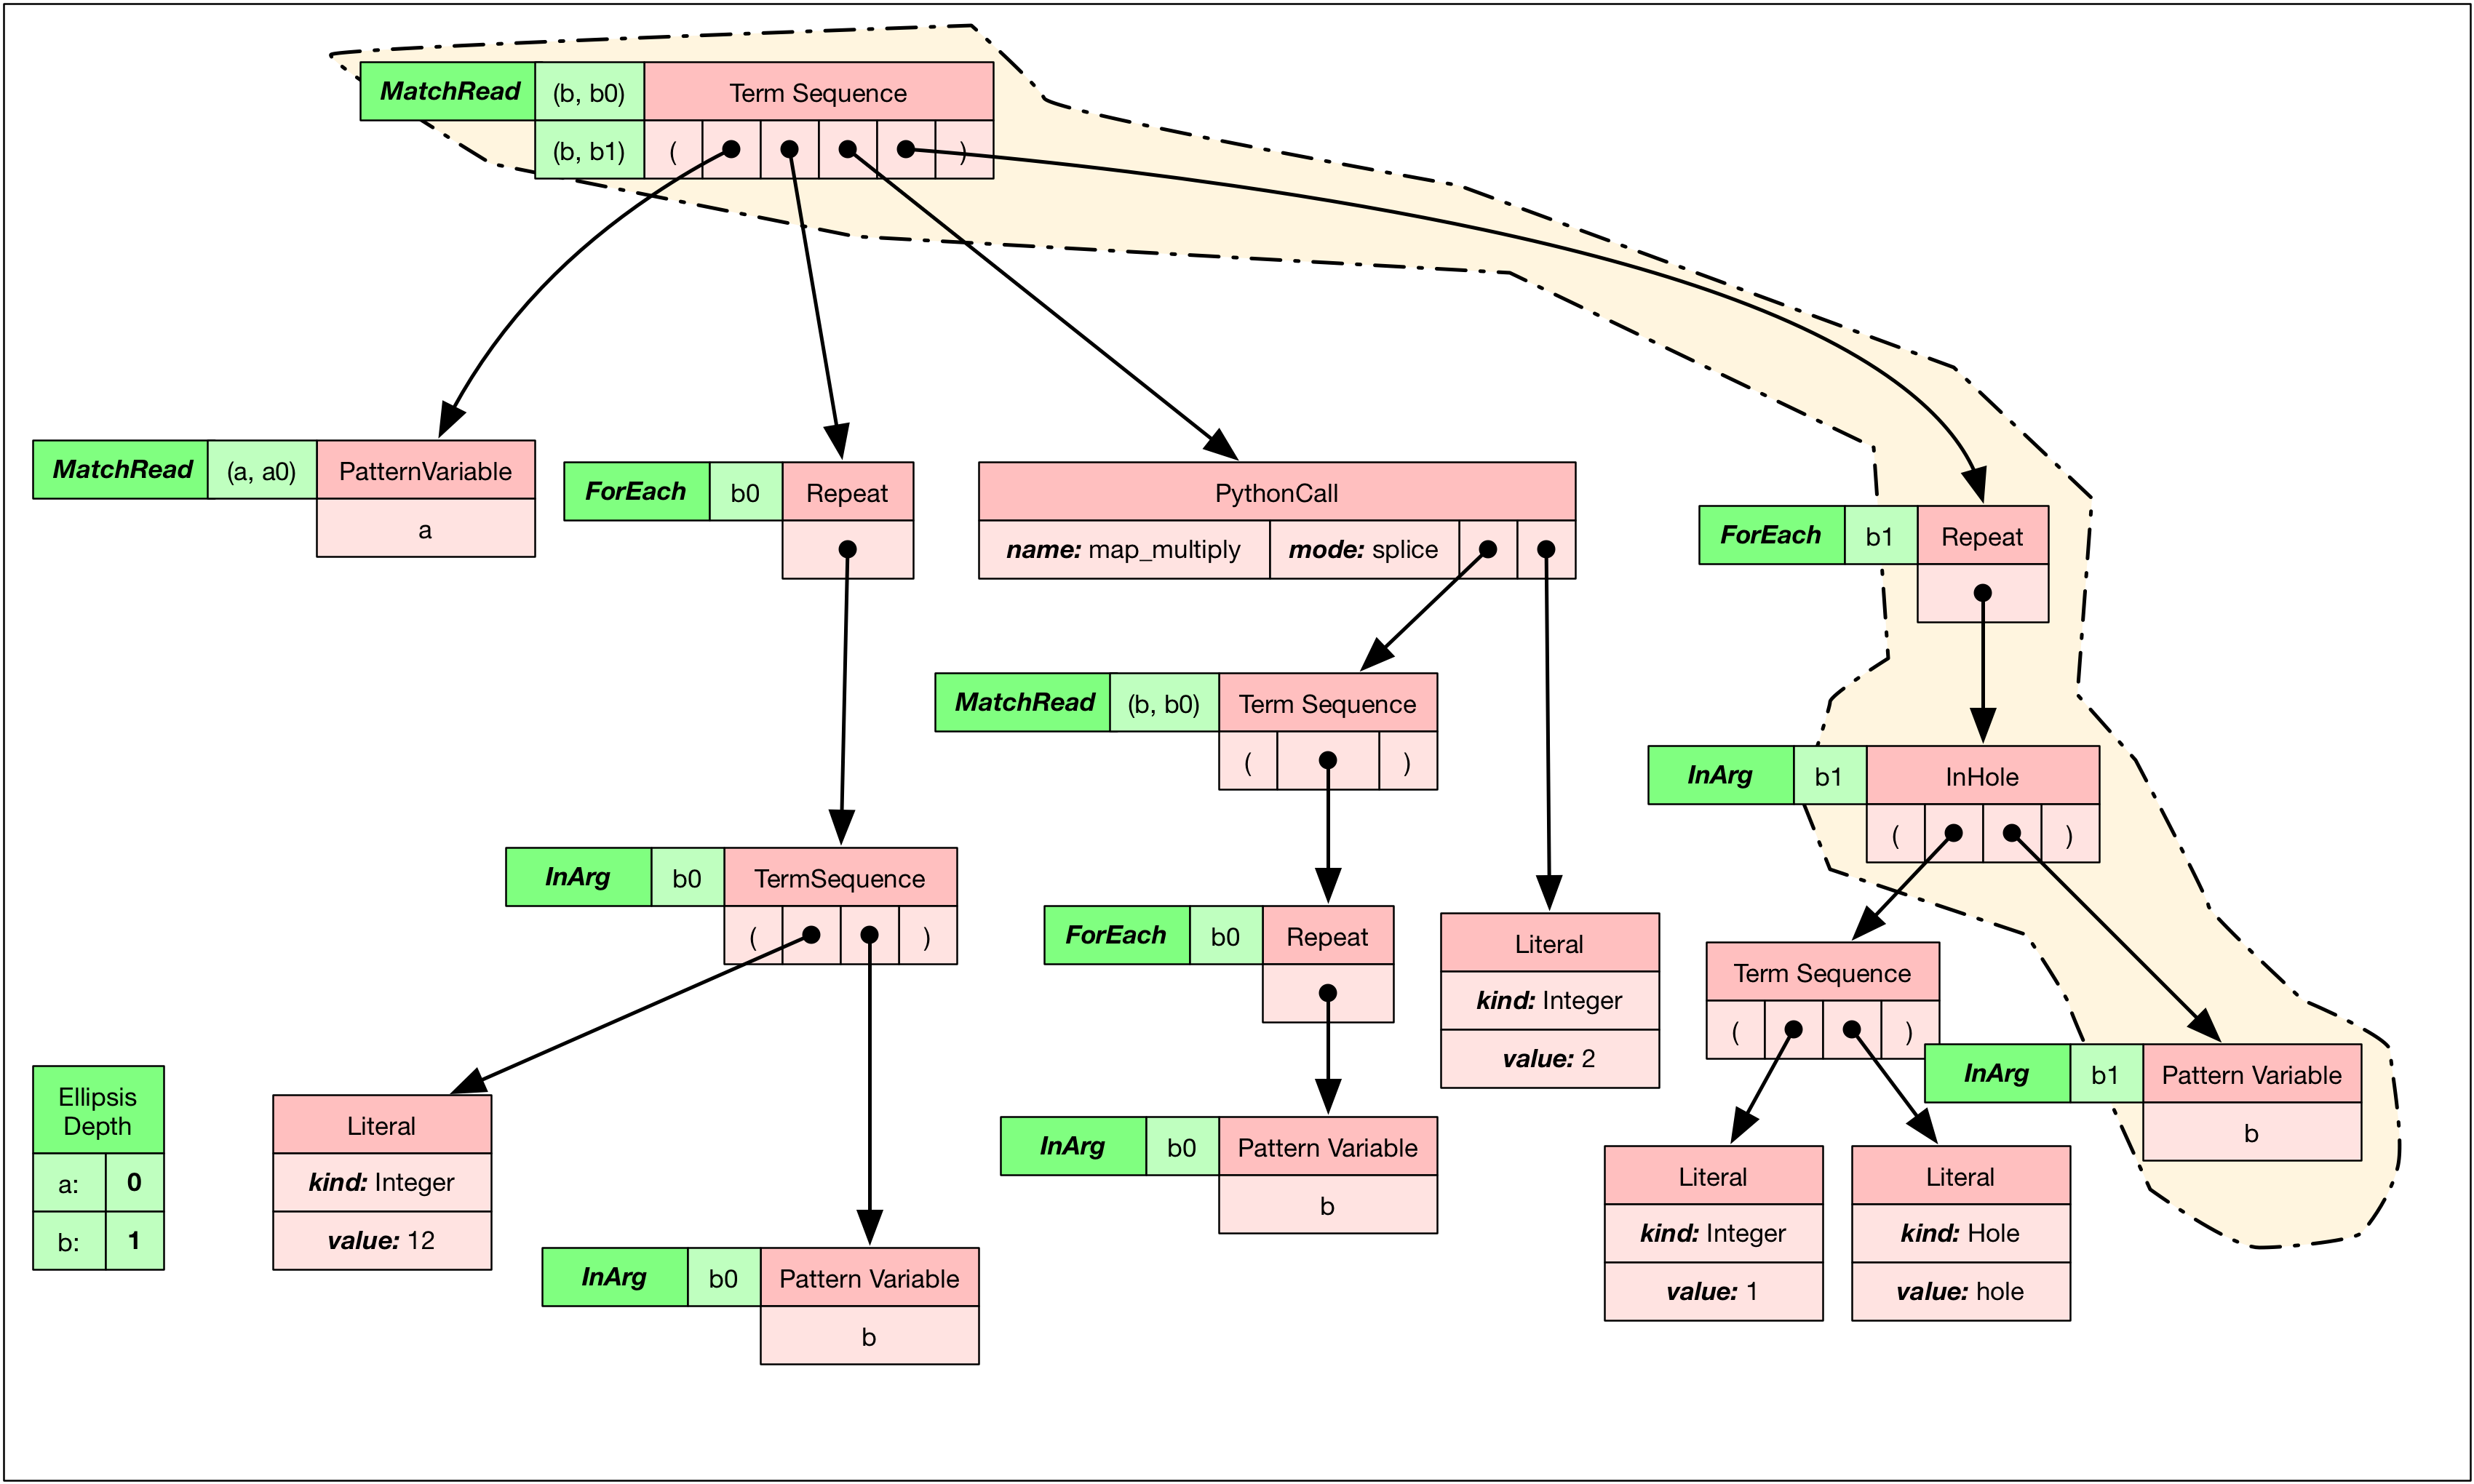 MatchRead (b, b0) Term Sequence
(b, b1) ( )
MatchRead (a, a0) PatternVariable
a
ForEach b0 Repeat
PythonCall
name: map_multiply mode: splice
ForEach b1 Repeat
MatchRead (b, b0) Term Sequence
( )
InArg b1 InHole
( )
InArg b0 TermSequence
( )
ForEach b0 Repeat
Literal
kind: Integer
value: 2
Term Sequence
( )
InArg b1 Pattern Variable
b
Ellipsis
Depth
a: 0
b: 1
Literal
kind: Integer
value: 12
InArg b0 Pattern Variable
b
InArg b0 Pattern Variable
b
Literal
kind: Integer
value: 1
Literal
kind: Hole
value: hole